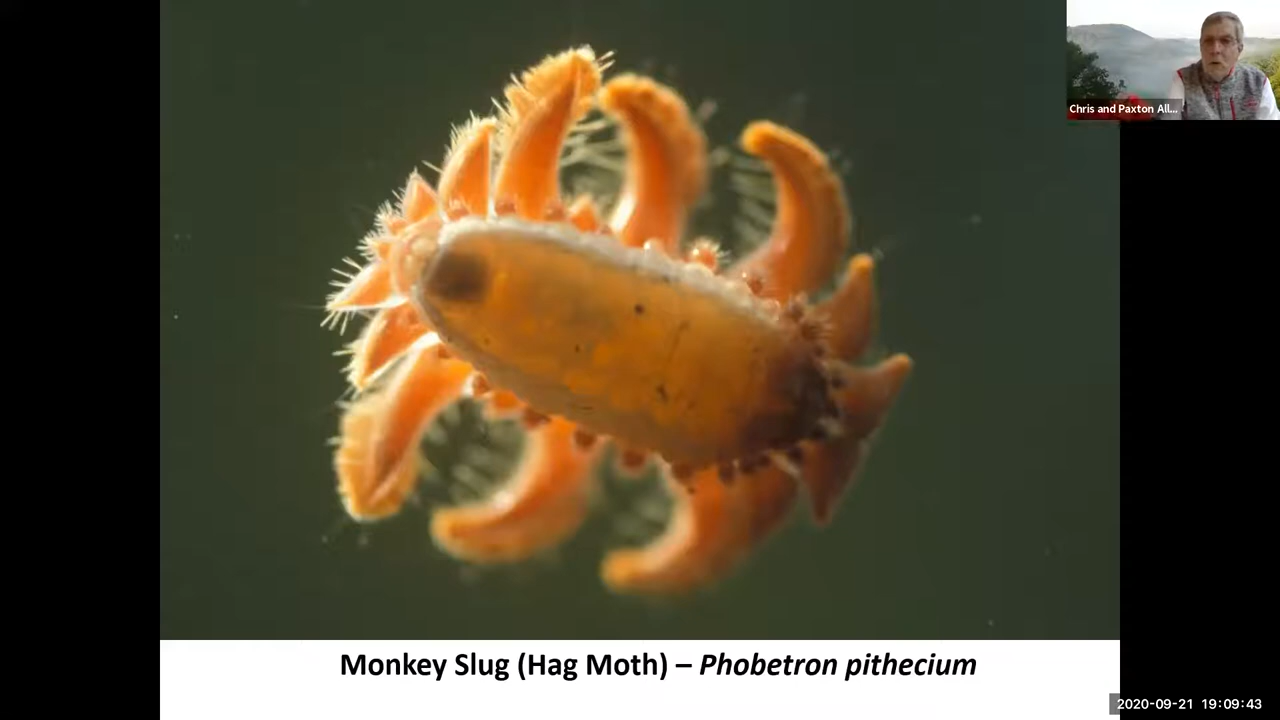 Chris and Paxton All...
Monkey Slug (Hag Moth) – Phobetron pithecium
2020-09-21 19:09:43